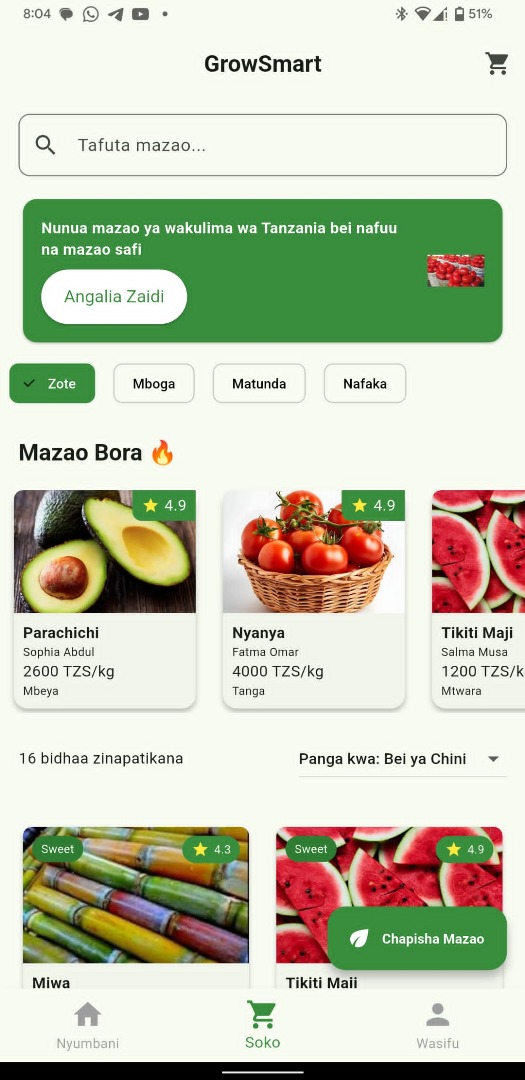 8:04
51%
GrowSmart
Tafuta mazao...
Nunua mazao ya wakulima wa Tanzania bei nafuu
na mazao safi
Angalia Zaidi
Zote
Mboga
Matunda
Nafaka
Mazao Bora 🔥
4.9
Parachichi
Sophia Abdul
2600 TZS/kg
Mbeya
4.9
Nyanya
Fatma Omar
4000 TZS/kg
Tanga
Tikiti Maji
Salma Musa
1200 TZS/k
Mtwara
16 bidhaa zinapatikana
Panga kwa: Bei ya Chini
Sweet
4.3
Miwa
Sweet
4.9
Tikiti Maji
Chapisha Mazao
Nyumbani
Soko
Wasifu